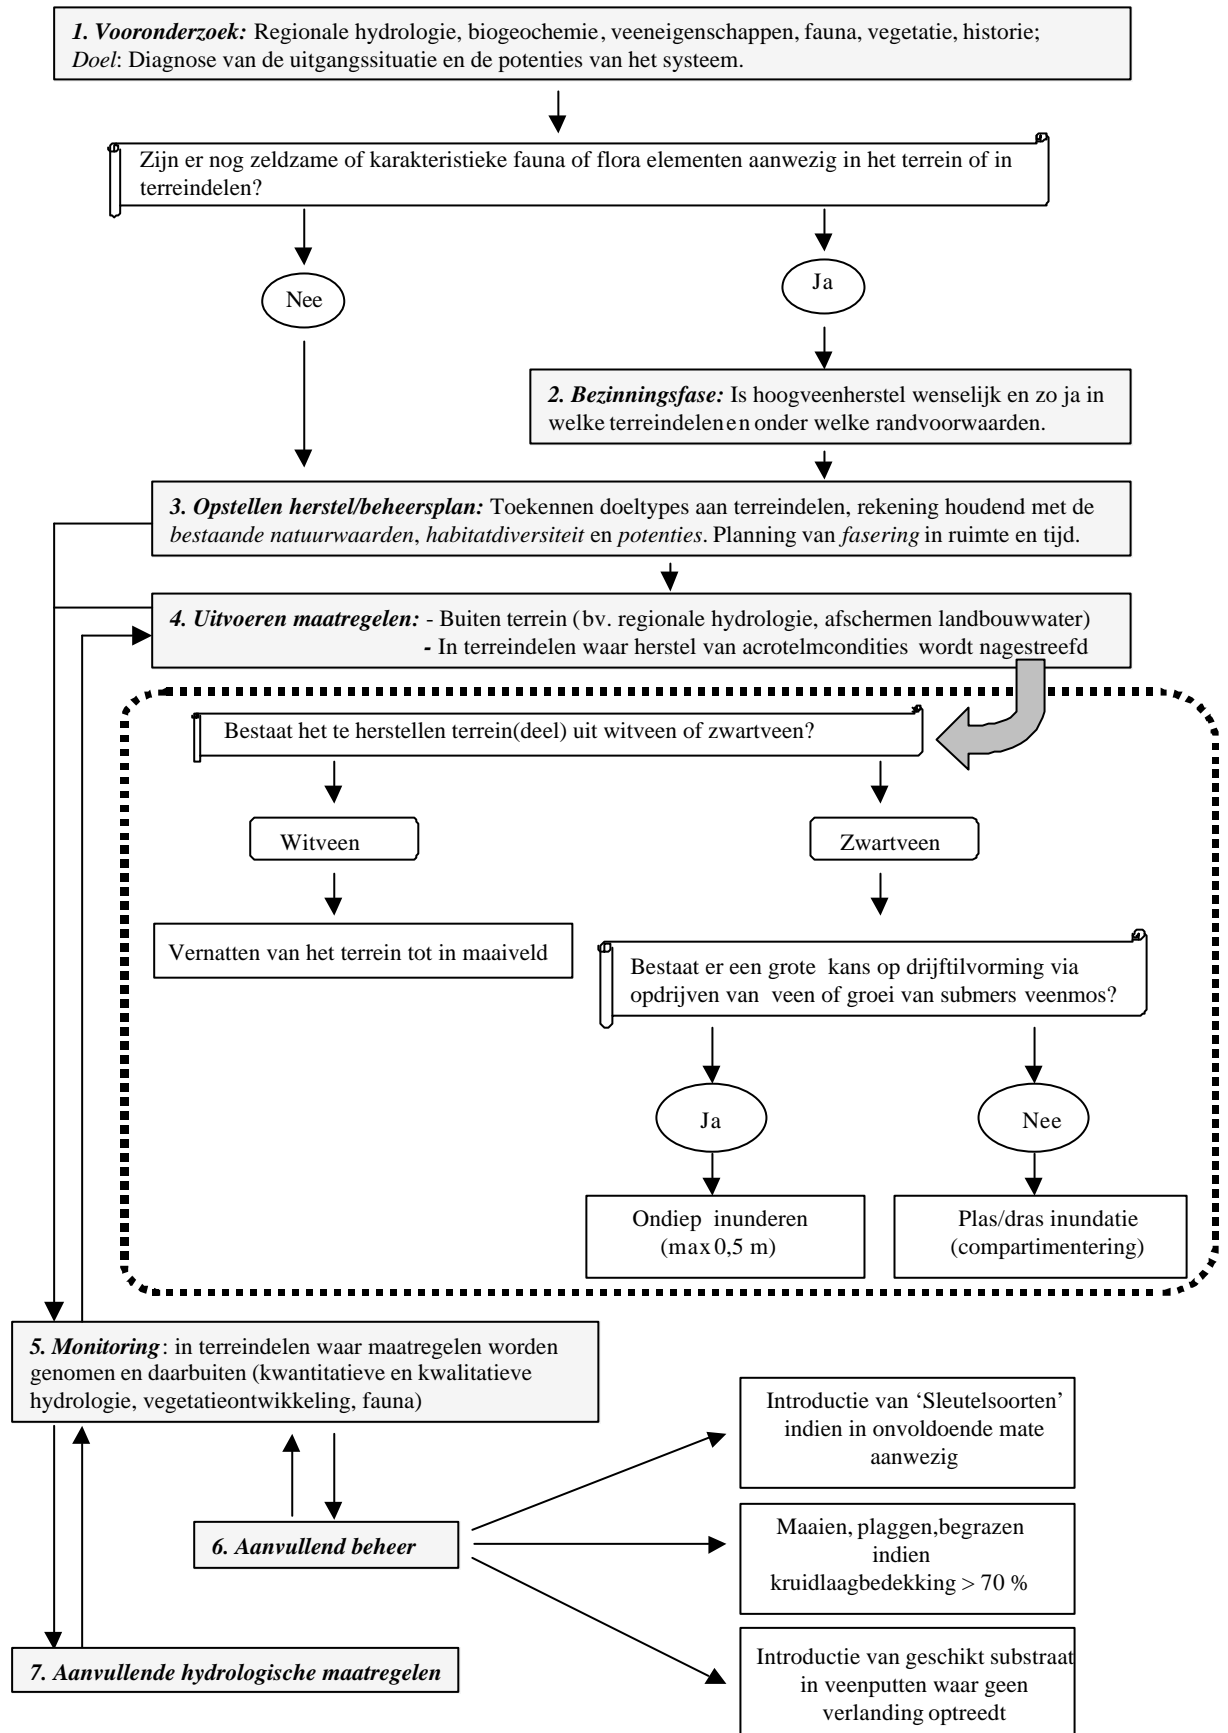 1. Vooronderzoek: Regionale hydrologie, biogeochemie, veeneigenschappen, fauna, vegetatie, historie;
Doel: Diagnose van de uitgangssituatie en de potenties van het systeem.
Zijn er nog zeldzame of karakteristieke fauna of flora elementen aanwezig in het terrein of in
terreindelen?
Nee
Ja
2. Bezinningsfase: Is hoogveenherstel wenselijk en zo ja in
welke terreindelen en onder welke randvoorwaarden.
3. Opstellen herstel/beheersplan: Toekennen doeltypes aan terreindelen, rekening houdend met de
bestaande natuurwaarden, habitatdiversiteit en potenties. Planning van fasering in ruimte en tijd.
4. Uitvoeren maatregelen: - Buiten terrein (bv. regionale hydrologie, afschermen landbouwwater)
- In terreindelen waar herstel van acrotelmcondities wordt nagestreefd
Bestaat het te herstellen terrein(deel) uit witveen of zwartveen?
Witveen
Zwartveen
Vernatten van het terrein tot in maaiveld
Bestaat er een grote kans op drijftilvorming via
opdrijven van veen of groei van submers veenmos?
Ja
Nee
Ondiep inunderen
(max 0,5 m)
Plas/dras inundatie
(compartimentering)
5. Monitoring: in terreindelen waar maatregelen worden
genomen en daarbuiten (kwantitatieve en kwalitatieve
hydrologie, vegetatieontwikkeling, fauna)
Introductie van ‘Sleutelsoorten’
indien in onvoldoende mate
aanwezig
6. Aanvullend beheer
Maaien, plaggen,begrazen
indien
kruidlaagbedekking > 70 %
7. Aanvullende hydrologische maatregelen
Introductie van geschikt substraat
in veenputten waar geen
verlanding optreedt